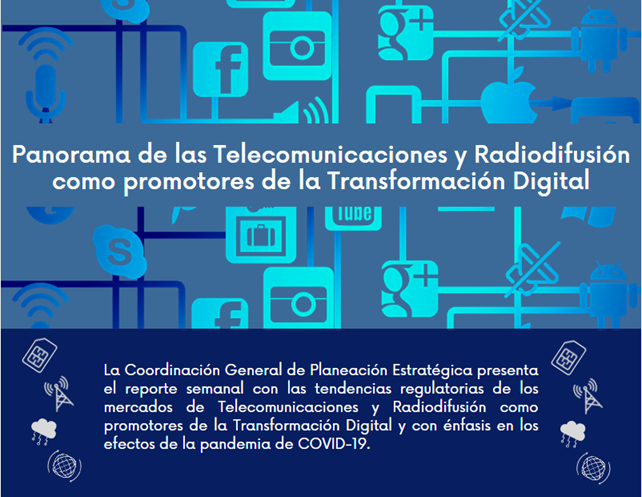 Panorama de las Telecomunicaciones y Radiodifusión
como promotores de la Transformación Digital
Tube
La Coordinación General de Planeación Estratégica presenta
el reporte semanal con las tendencias regulatorias de los
mercados de Telecomunicaciones y Radiodifusión como
promotores de la Transformación Digital y con énfasis en los
efectos de la pandemia de COVID-19.